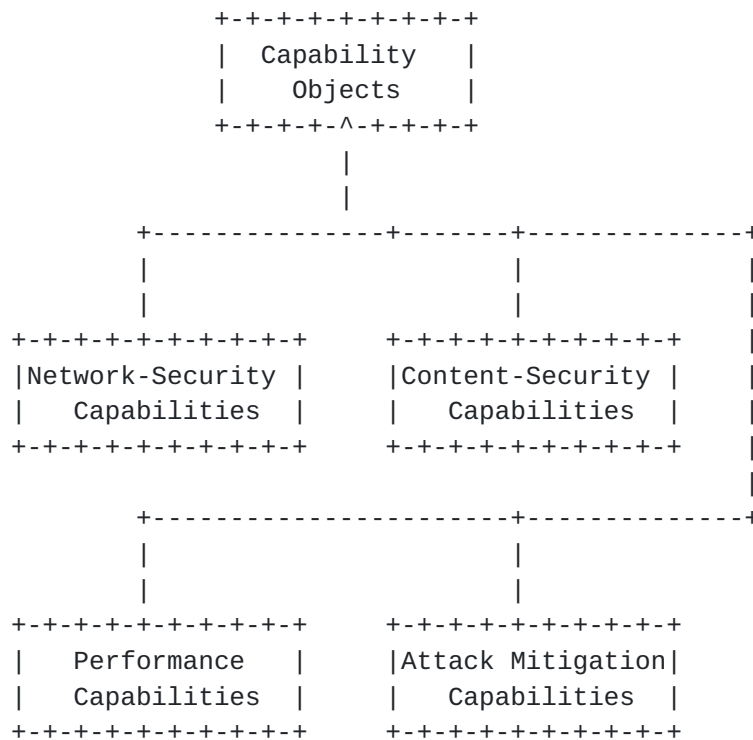 +-+-+-+-+-+-+-+-+
|  Capability   |
|    Objects    |
+-+-+-+-^-+-+-+-+
|
|
+---------------+-------+--------------+
|                       |              |
|                       |              |
+-+-+-+-+-+-+-+-+-+     +-+-+-+-+-+-+-+-+-+    |
|Network-Security |     |Content-Security |    |
|   Capabilities  |     |   Capabilities  |    |
+-+-+-+-+-+-+-+-+-+     +-+-+-+-+-+-+-+-+-+    |
|
+-----------------------+--------------+
|                       |
|                       |
+-+-+-+-+-+-+-+-+-+     +-+-+-+-+-+-+-+-+-+
|   Performance   |     |Attack Mitigation|
|   Capabilities  |     |   Capabilities  |
+-+-+-+-+-+-+-+-+-+     +-+-+-+-+-+-+-+-+-+